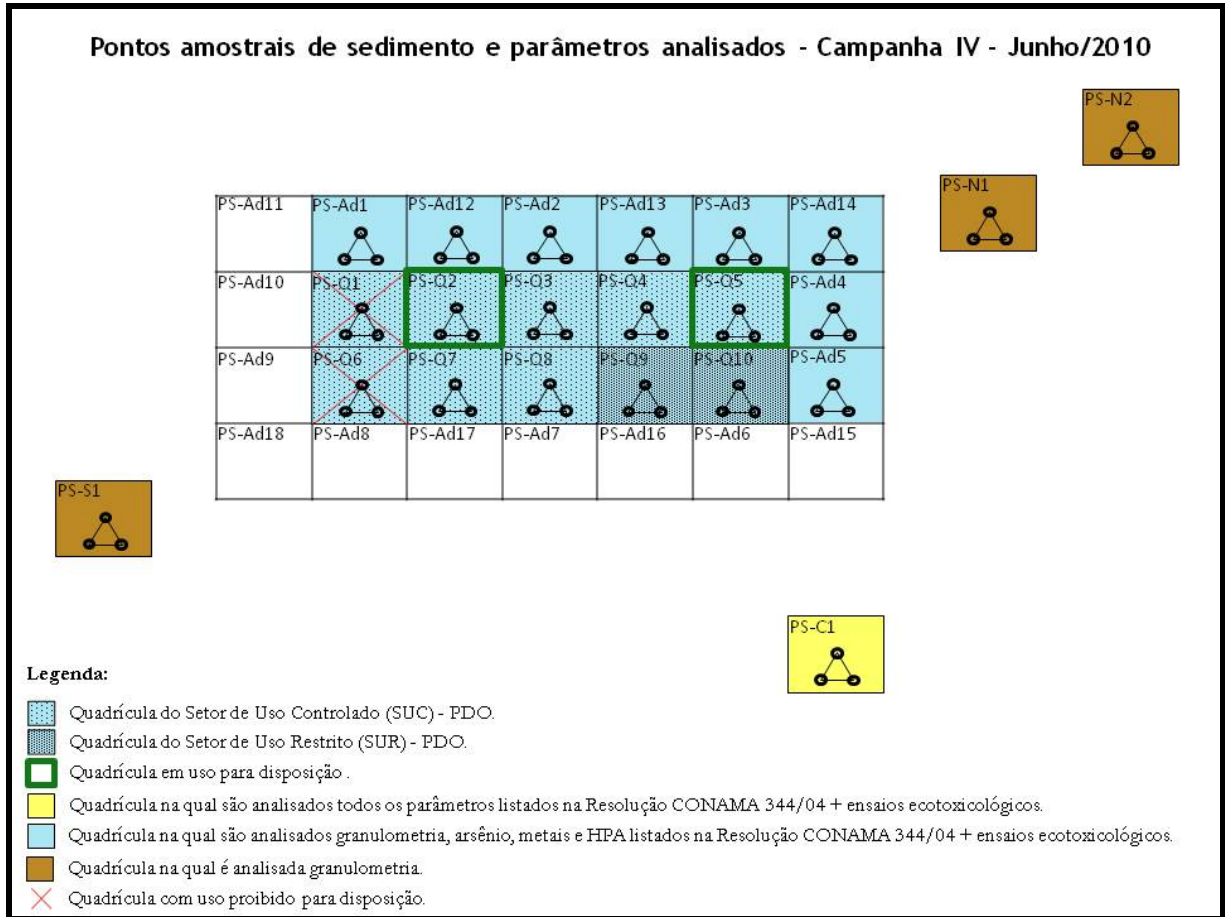 Pontos amostrais de sedimento e parâmetros analisados - Campanha IV - Junho/2010
PS-N2
PS-N1
PS-Ad11 PS-Ad1 PS-Ad12 PS-Ad2 PS-Ad13 PS-Ad3 PS-Ad14
PS-Ad10 PS-Q1 PS-Q2 PS-Q3 PS-Q4 PS-Q5 PS-Ad4
PS-Ad9 PS-Q6 PS-Q7 PS-Q8 PS-Q9 PS-Q10 PS-Ad5
PS-Ad18 PS-Ad8 PS-Ad17 PS-Ad7 PS-Ad16 PS-Ad6 PS-Ad15
PS-S1
PS-C1
Legenda:
Quadrícula do Setor de Uso Controlado (SUC) - PDO.
Quadrícula do Setor de Uso Restrito (SUR) - PDO.
Quadrícula em uso para disposição .
Quadrícula na qual são analisados todos os parâmetros listados na Resolução CONAMA 344/04 + ensaios ecotoxicológicos.
Quadrícula na qual são analisados granulometria, arsênio, metais e HPA listados na Resolução CONAMA 344/04 + ensaios ecotoxicológicos.
Quadrícula na qual é analisada granulometria.
Quadrícula com uso proibido para disposição.